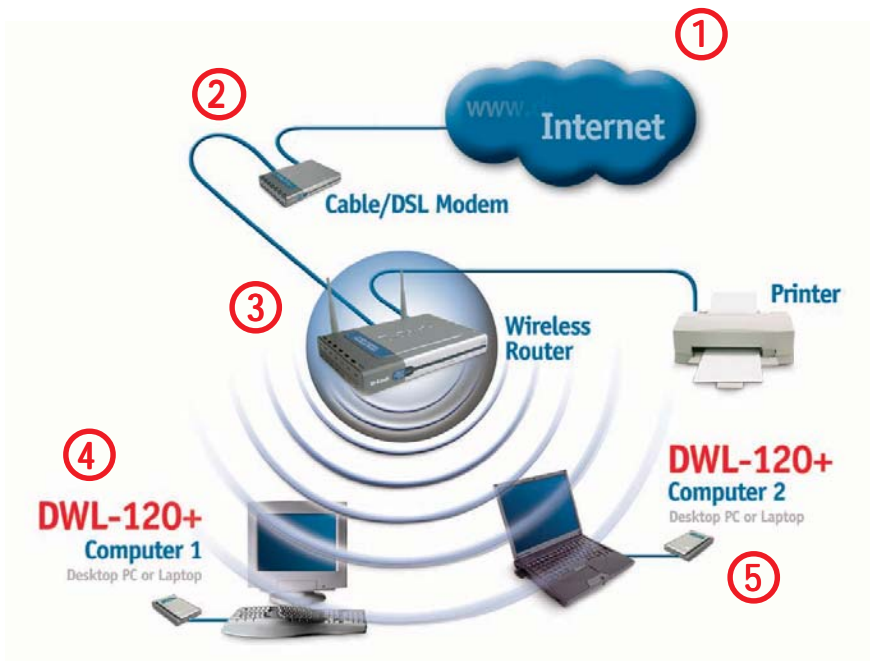 1
www.d
Internet
2
Cable/DSL Modem
3
Wireless
Router
Printer
4
DWL-120+
Computer 1
Desktop PC or Laptop
DWL-120+
Computer 2
Desktop PC or Laptop
5